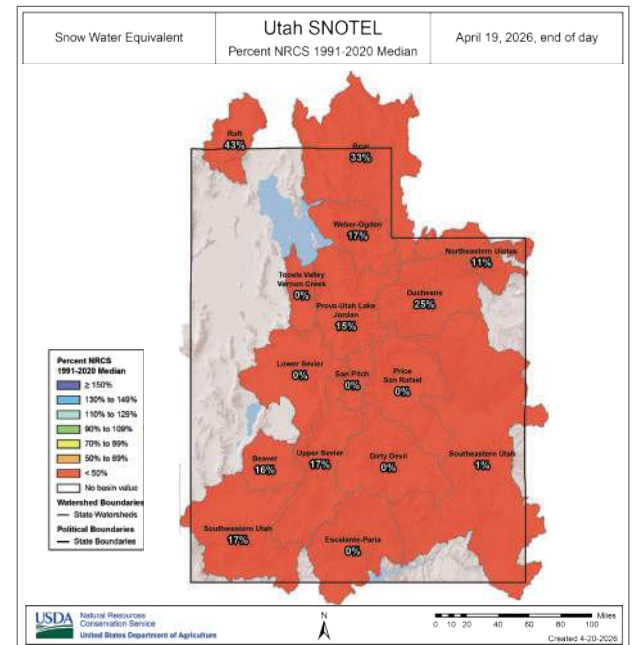 Snow Water Equivalent
Utah SNOTEL
Percent NRCS 1991-2020 Median
April 19, 2026, end of day
Raft
43%
Bear
33%
Weber-Ogden
17%
Northeastern Uintas
11%
Tooele Valley
Vernon Creek
0%
Duchesne
25%
Provo-Utah Lake
Jordan
15%
Lower Sevier
0%
San Pitch
0%
Price
San Rafael
0%
Beaver
16%
Upper Sevier
17%
Dirty Devil
0%
Southeastern Utah
1%
Southwestern Utah
17%
Escalante-Paria
0%
Percent NRCS
1991-2020 Median
≥ 150%
130% to 149%
110% to 129%
90% to 109%
70% to 89%
50% to 69%
< 50%
No basin value
Watershed Boundaries
State Watersheds
Political Boundaries
State Boundaries
USDA
Natural Resources
Conservation Service
United States Department of Agriculture
N
Miles
0 10 20 40 60 80 100
Created 4-20-2026